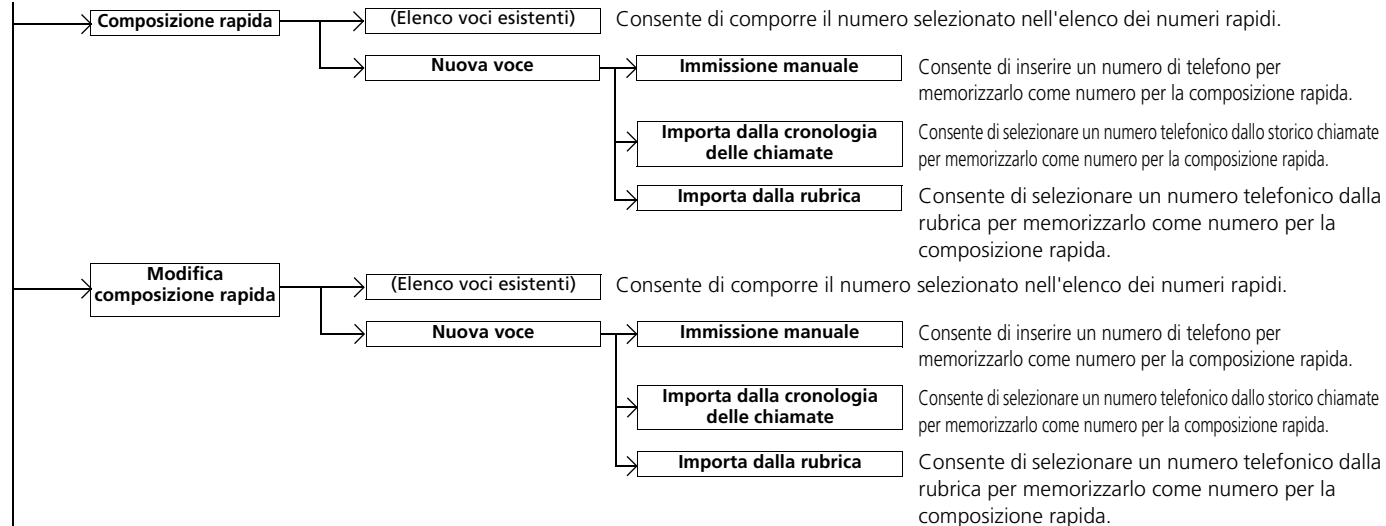 Composizione rapida
(Elenco voci esistenti)
Consente di comporre il numero selezionato nell'elenco dei numeri rapidi.
Nuova voce
Immissione manuale
Consente di inserire un numero di telefono per
memorizzarlo come numero per la composizione rapida.
Importa dalla cronologia
delle chiamate
Consente di selezionare un numero telefonico dallo storico chiamate
per memorizzarlo come numero per la composizione rapida.
Importa dalla rubrica
Consente di selezionare un numero telefonico dalla
rubrica per memorizzarlo come numero per la
composizione rapida.
Modifica
composizione rapida
(Elenco voci esistenti)
Consente di comporre il numero selezionato nell'elenco dei numeri rapidi.
Nuova voce
Immissione manuale
Consente di inserire un numero di telefono per
memorizzarlo come numero per la composizione rapida.
Importa dalla cronologia
delle chiamate
Consente di selezionare un numero telefonico dallo storico chiamate
per memorizzarlo come numero per la composizione rapida.
Importa dalla rubrica
Consente di selezionare un numero telefonico dalla
rubrica per memorizzarlo come numero per la
composizione rapida.